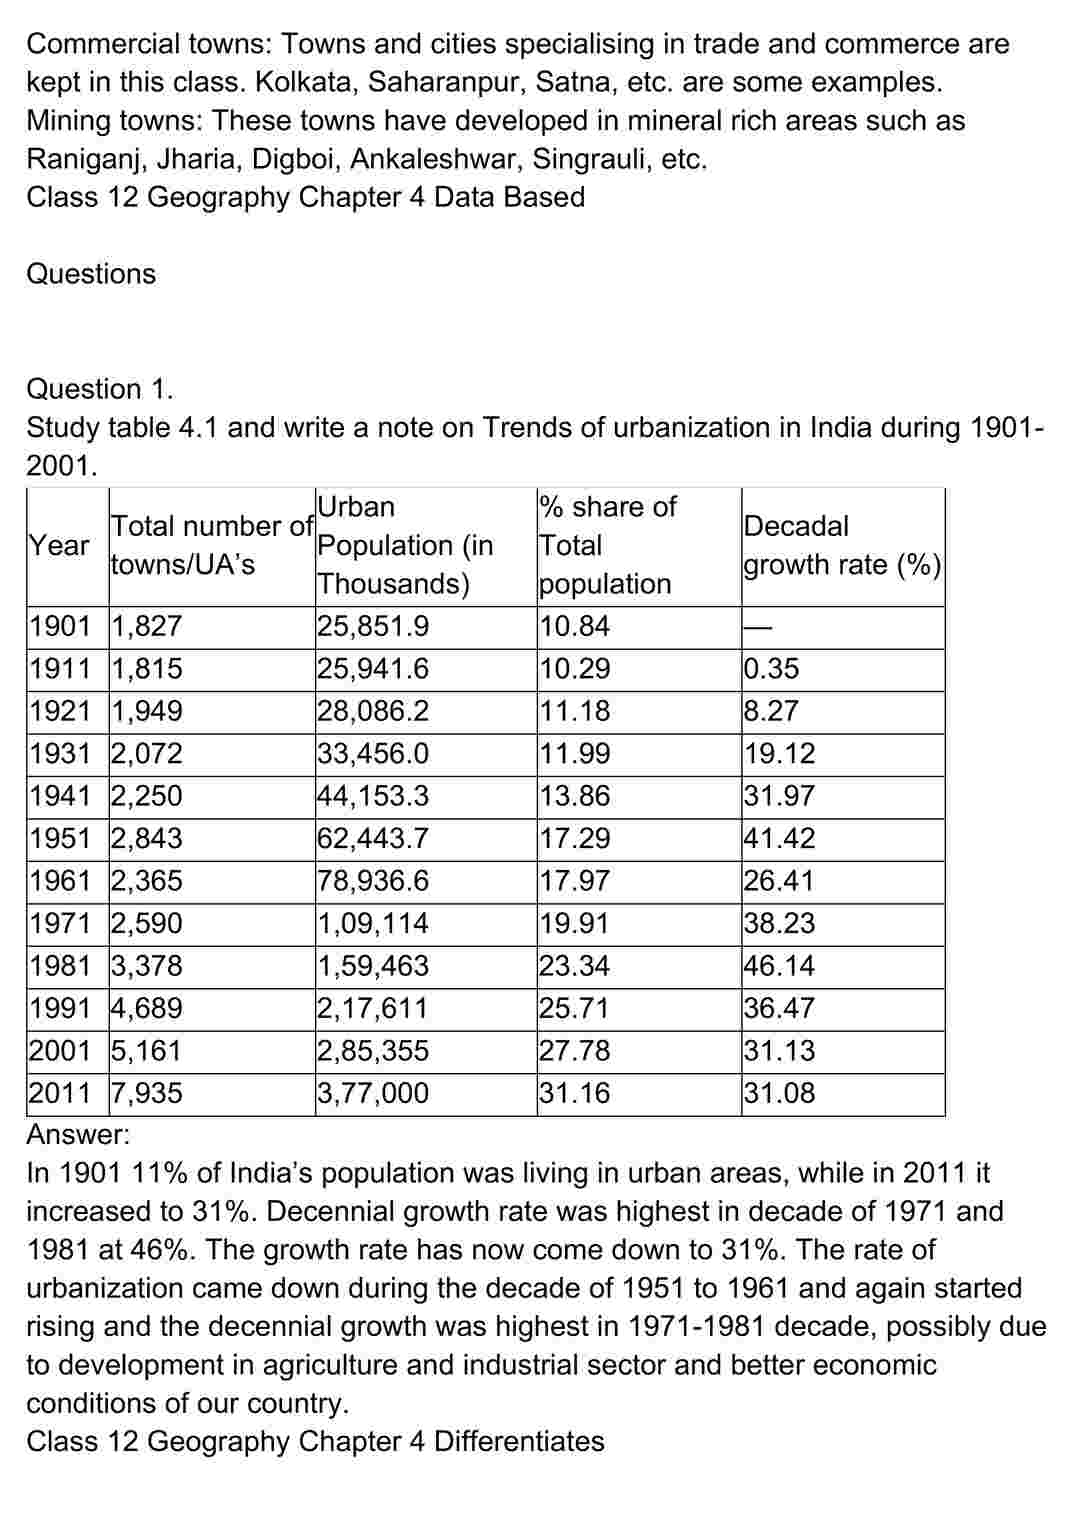 Commercial towns: Towns and cities specialising in trade and commerce are
kept in this class. Kolkata, Saharanpur, Satna, etc. are some examples.
Mining towns: These towns have developed in mineral rich areas such as
Raniganj, Jharia, Digboi, Ankaleshwar, Singrauli, etc.
Class 12 Geography Chapter 4 Data Based
Questions
Question 1.
Study table 4.1 and write a note on Trends of urbanization in India during 1901-
2001.
Year Total number of towns/UA’s Urban Population (in Thousands) % share of Total population Decadal growth rate (%)
1901 1,827 25,851.9 10.84 —
1911 1,815 25,941.6 10.29 0.35
1921 1,949 28,086.2 11.18 8.27
1931 2,072 33,456.0 11.99 19.12
1941 2,250 44,153.3 13.86 31.97
1951 2,843 62,443.7 17.29 41.42
1961 2,365 78,936.6 17.97 26.41
1971 2,590 1,09,114 19.91 38.23
1981 3,378 1,59,463 23.34 46.14
1991 4,689 2,17,611 25.71 36.47
2001 5,161 2,85,355 27.78 31.13
2011 7,935 3,77,000 31.16 31.08
Answer:
In 1901 11% of India’s population was living in urban areas, while in 2011 it
increased to 31%. Decennial growth rate was highest in decade of 1971 and
1981 at 46%. The growth rate has now come down to 31%. The rate of
urbanization came down during the decade of 1951 to 1961 and again started
rising and the decennial growth was highest in 1971-1981 decade, possibly due
to development in agriculture and industrial sector and better economic
conditions of our country.
Class 12 Geography Chapter 4 Differentiates